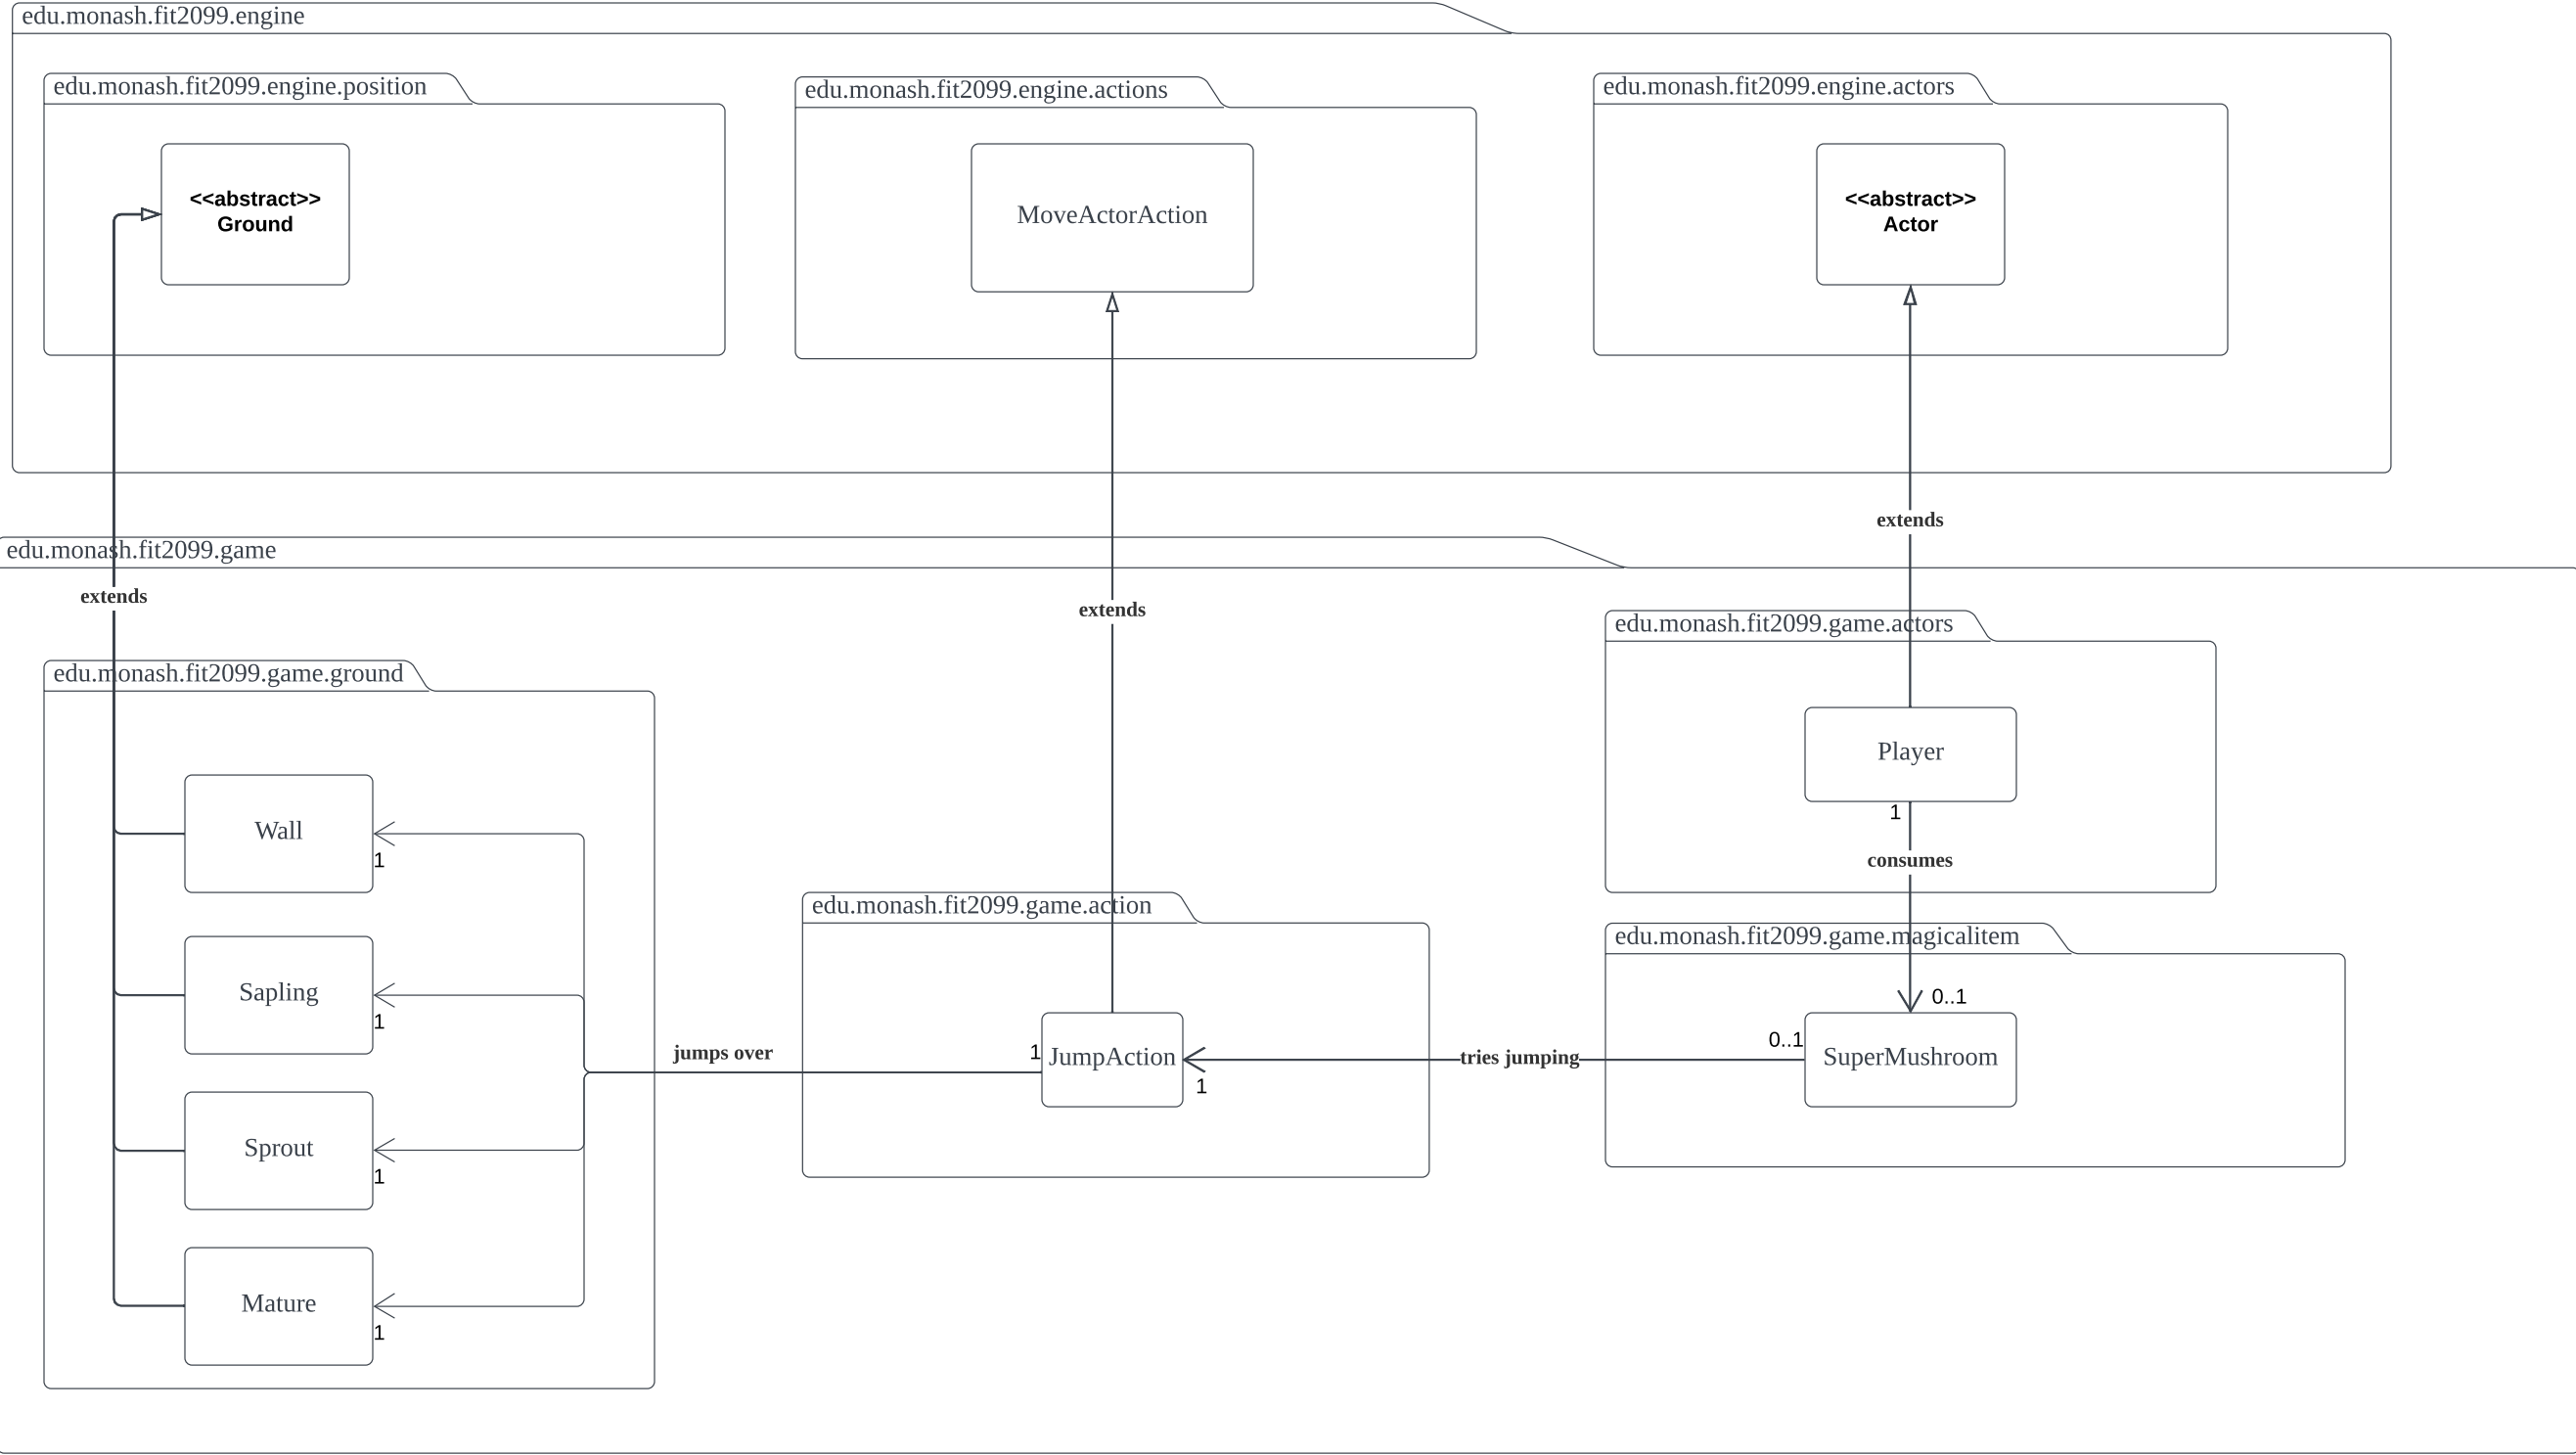 edu.monash.fit2099.engine
edu.monash.fit2099.engine.position
edu.monash.fit2099.engine.actions
edu.monash.fit2099.engine.actors
<<abstract>>
Ground
MoveActorAction
<<abstract>>
Actor
extends
edu.monash.fit2099.game
extends
extends
edu.monash.fit2099.game.actors
edu.monash.fit2099.game.ground
Player
1
consumes
Wall
1
edu.monash.fit2099.game.action
edu.monash.fit2099.game.magicalitem
0..1
Sapling
1
jumps over
1
JumpAction
1
tries jumping
0..1
SuperMushroom
Sprout
1
Mature
1